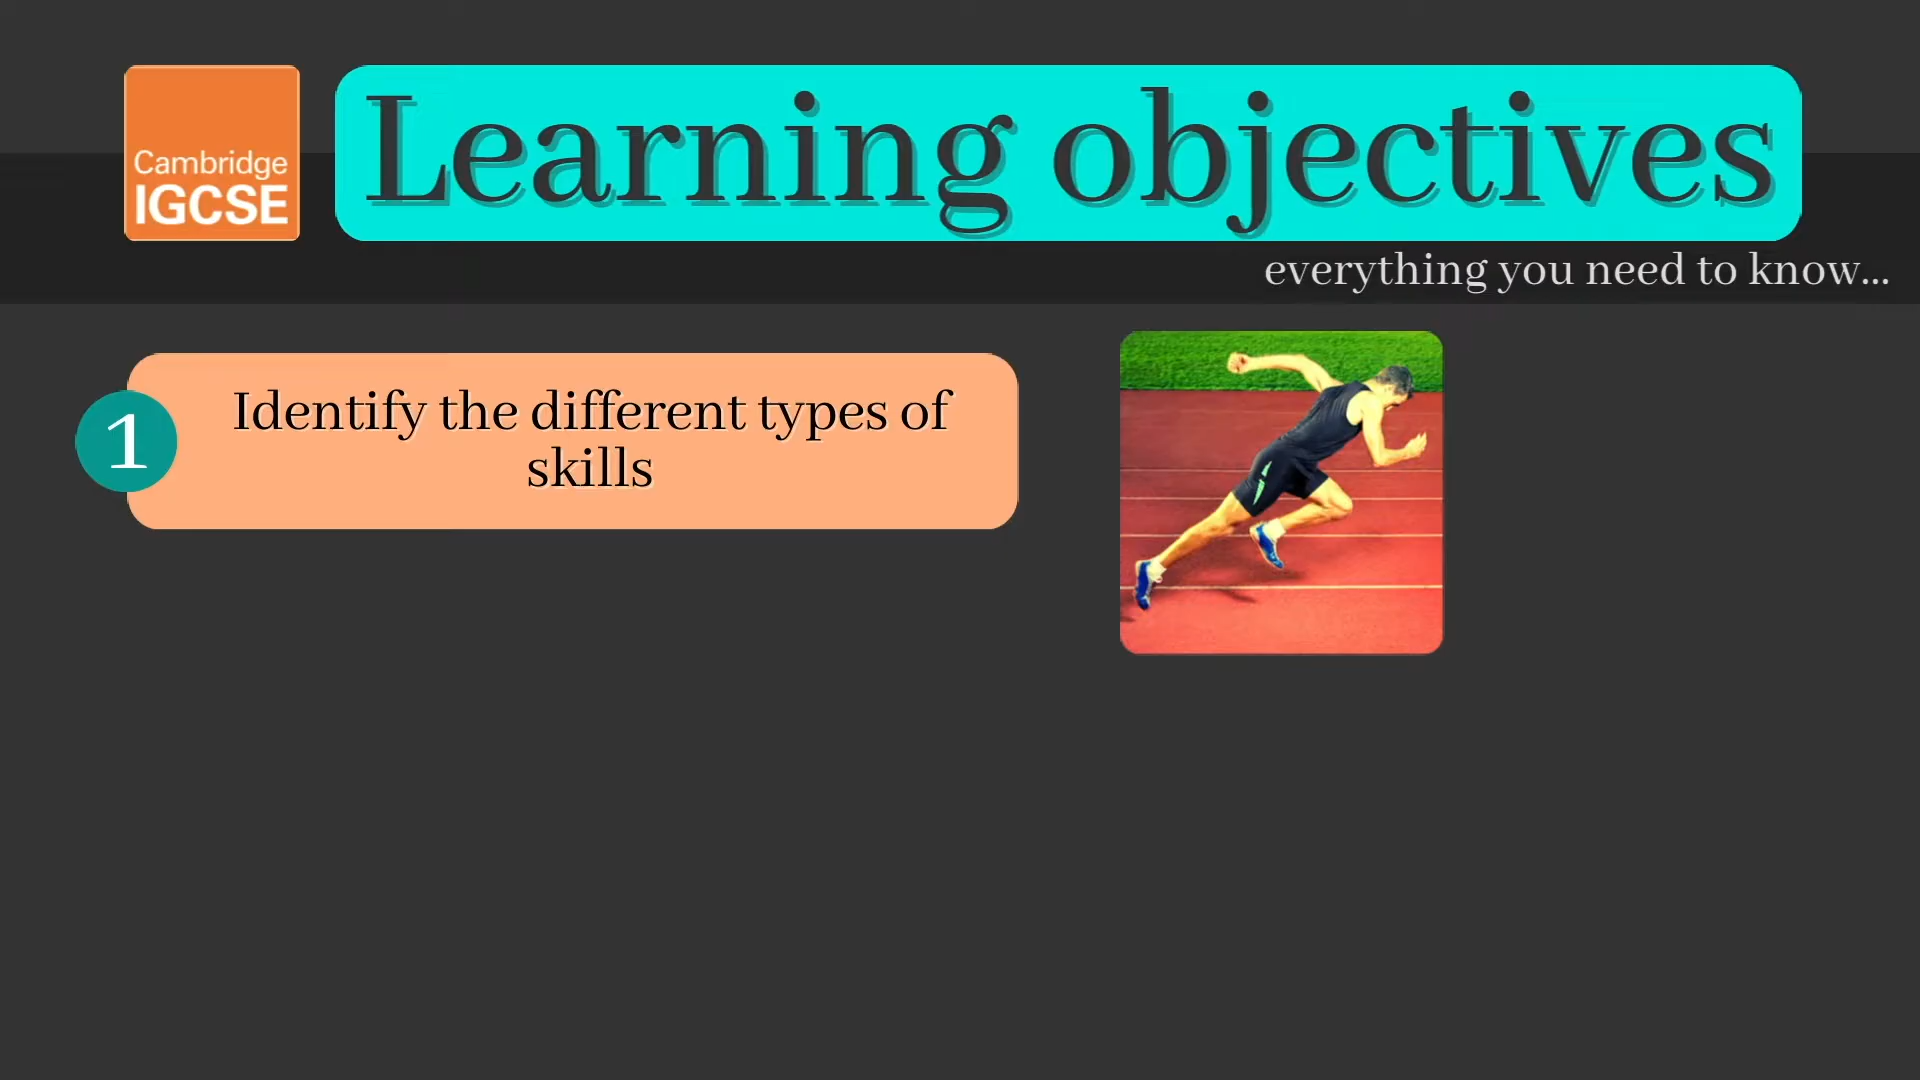 Cambridge
IGCSE
Learning objectives
everything you need to know...
1
Identify the different types of
skills